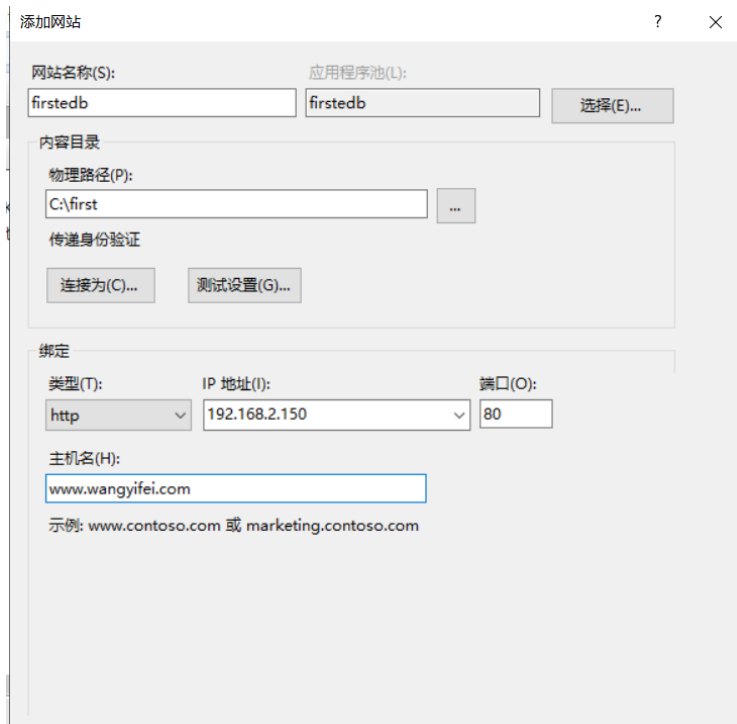 添加网站
?
网站名称(S):
应用程序池(L):
firstedb
firstedb
选择(E)...
内容目录
物理路径(P):
C:\first
...
传递身份验证
连接为(C)...
测试设置(G)...
绑定
类型(T):
IP 地址(I):
端口(O):
http
192.168.2.150
80
主机名(H):
www.wangyifei.com
示例: www.contoso.com 或 marketing.contoso.com